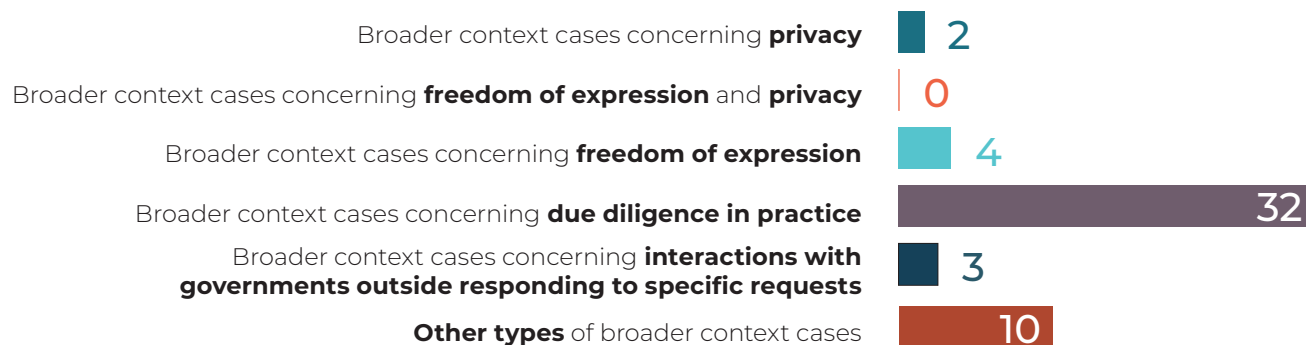 Broader context cases concerning privacy 2
Broader context cases concerning freedom of expression and privacy 0
Broader context cases concerning freedom of expression 4
Broader context cases concerning due diligence in practice 32
Broader context cases concerning interactions with
governments outside responding to specific requests 3
Other types of broader context cases 10